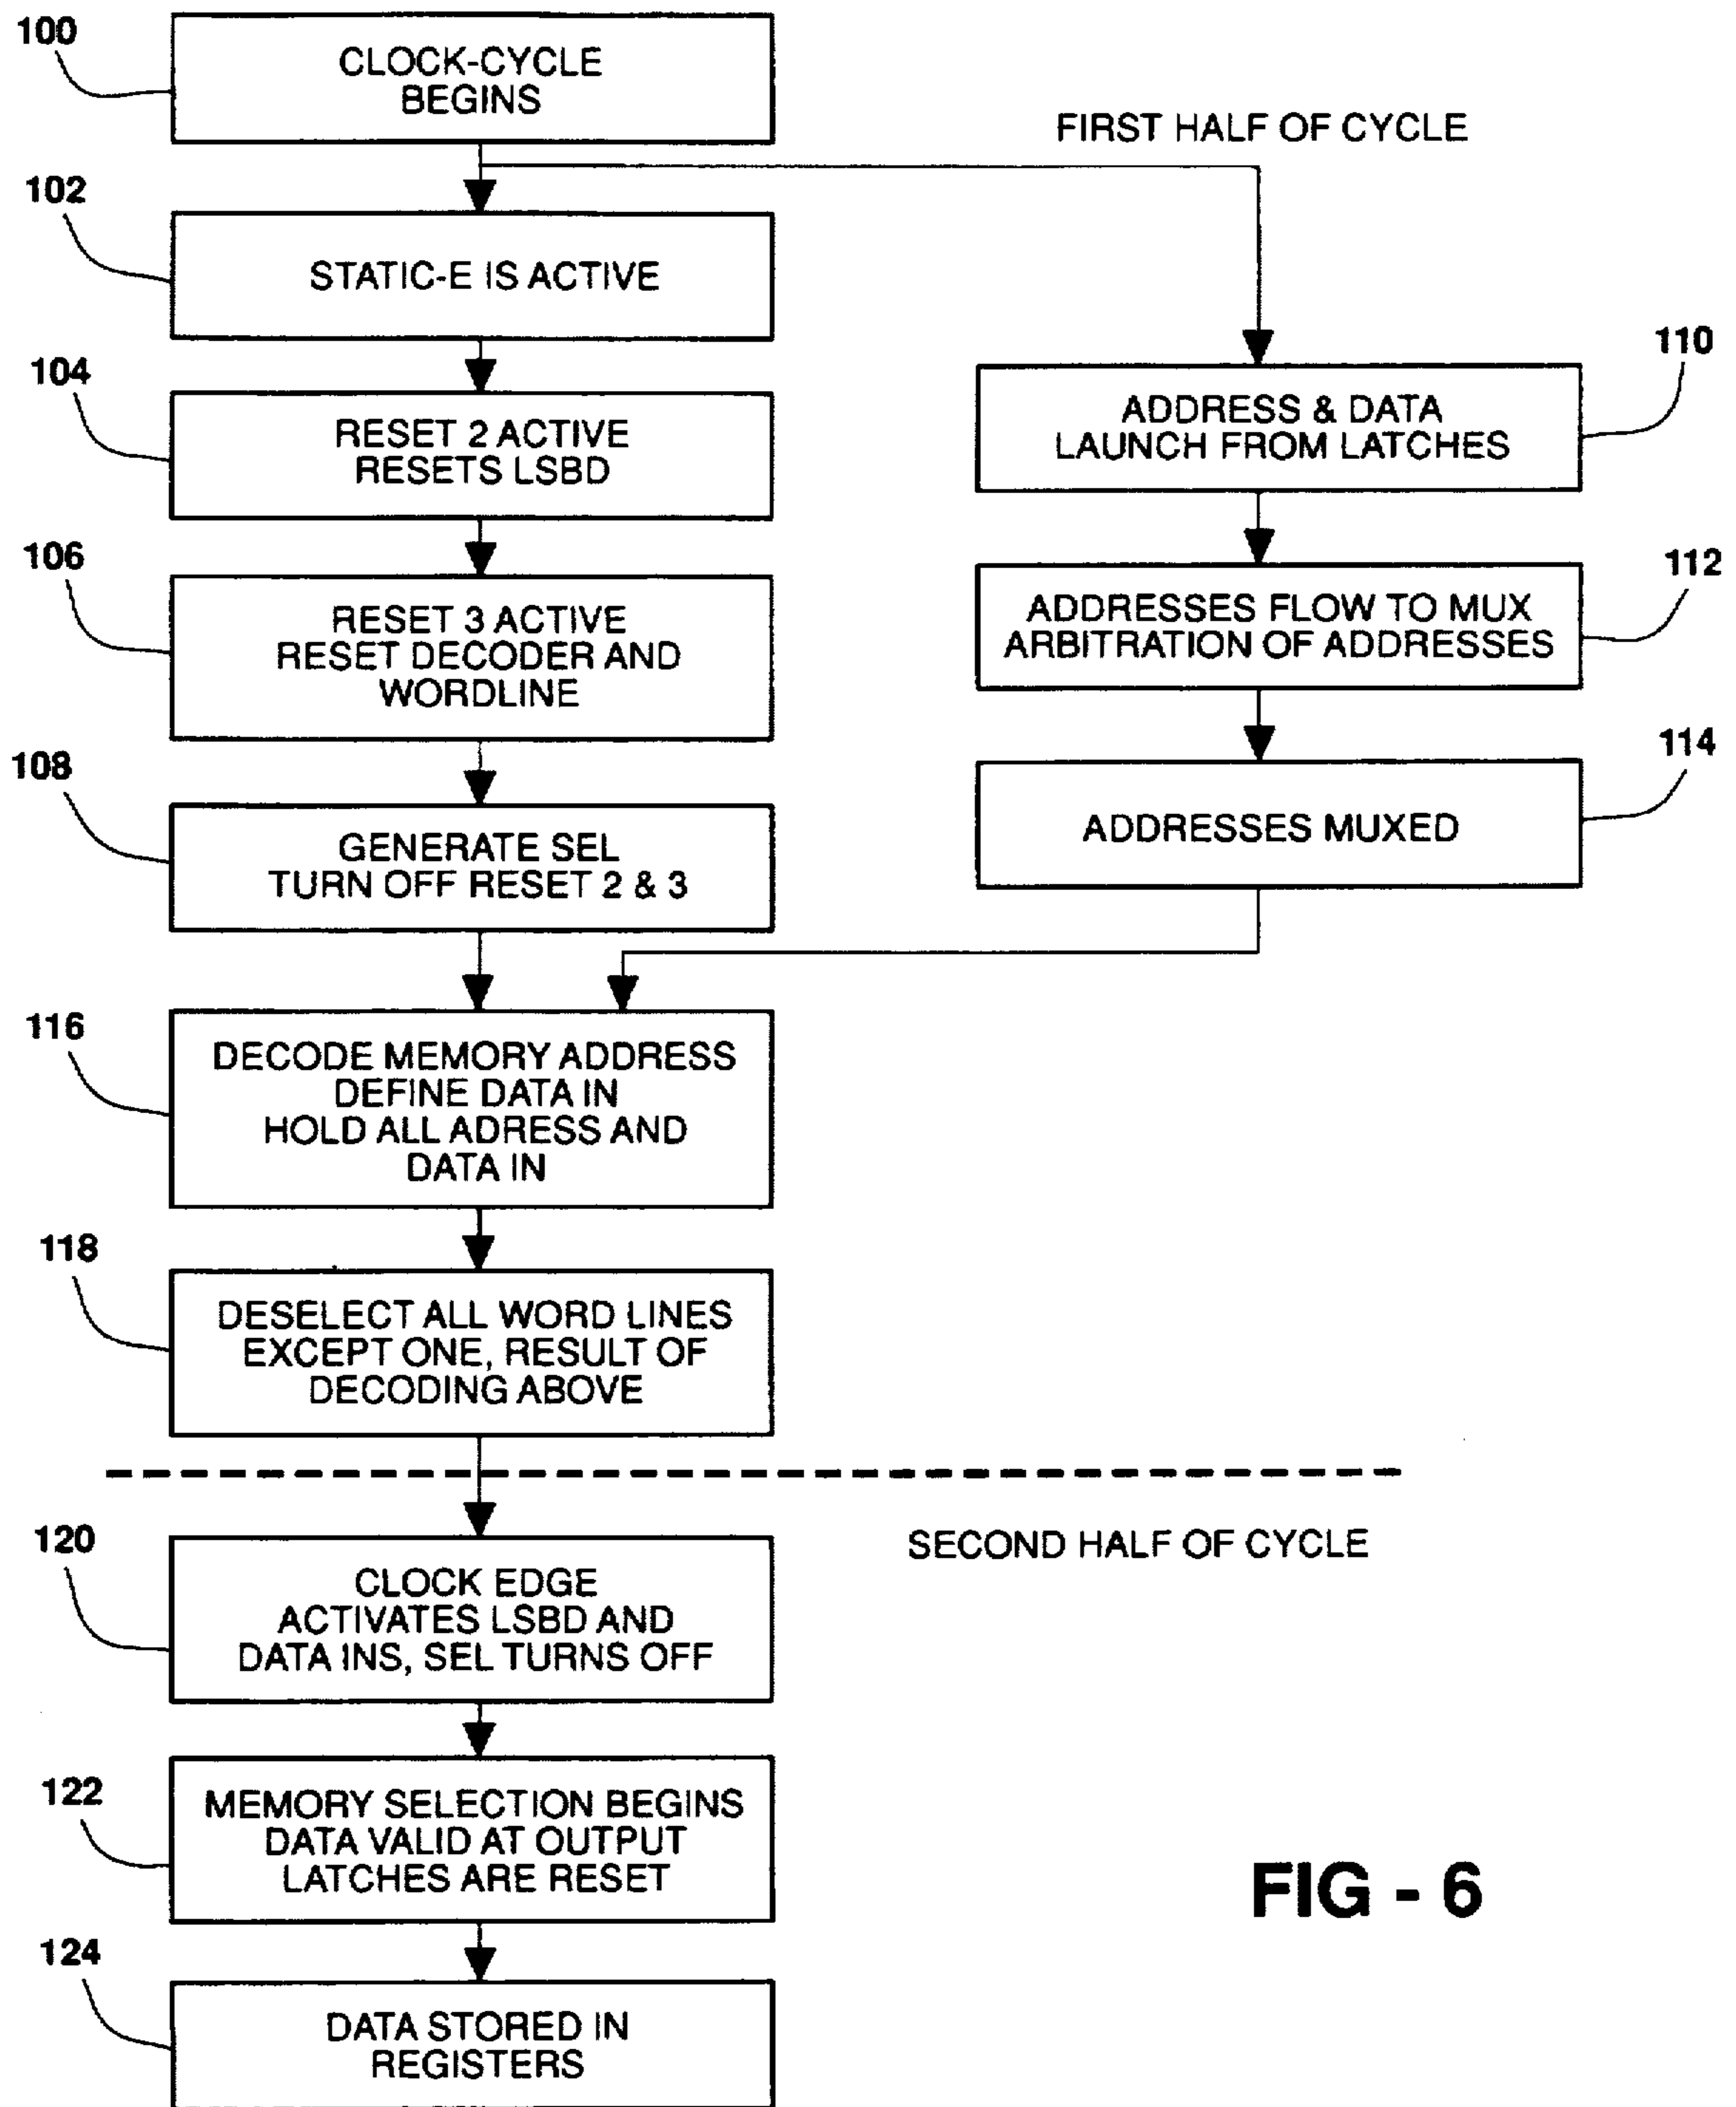 100
CLOCK-CYCLE
BEGINS
FIRST HALF OF CYCLE
102
STATIC-E IS ACTIVE
104
RESET 2 ACTIVE
RESETS LSBD
106
RESET 3 ACTIVE
RESET DECODER AND
WORDLINE
108
GENERATE SEL
TURN OFF RESET 2 & 3
110
ADDRESS & DATA
LAUNCH FROM LATCHES
112
ADDRESSES FLOW TO MUX
ARBITRATION OF ADDRESSES
114
ADDRESSES MUXED
116
DECODE MEMORY ADDRESS
DEFINE DATA IN
HOLD ALL ADRESS AND
DATA IN
118
DESELECT ALL WORD LINES
EXCEPT ONE, RESULT OF
DECODING ABOVE
SECOND HALF OF CYCLE
120
CLOCK EDGE
ACTIVATES LSBD AND
DATA INS, SEL TURNS OFF
122
MEMORY SELECTION BEGINS
DATA VALID AT OUTPUT
LATCHES ARE RESET
124
DATA STORED IN
REGISTERS
FIG - 6